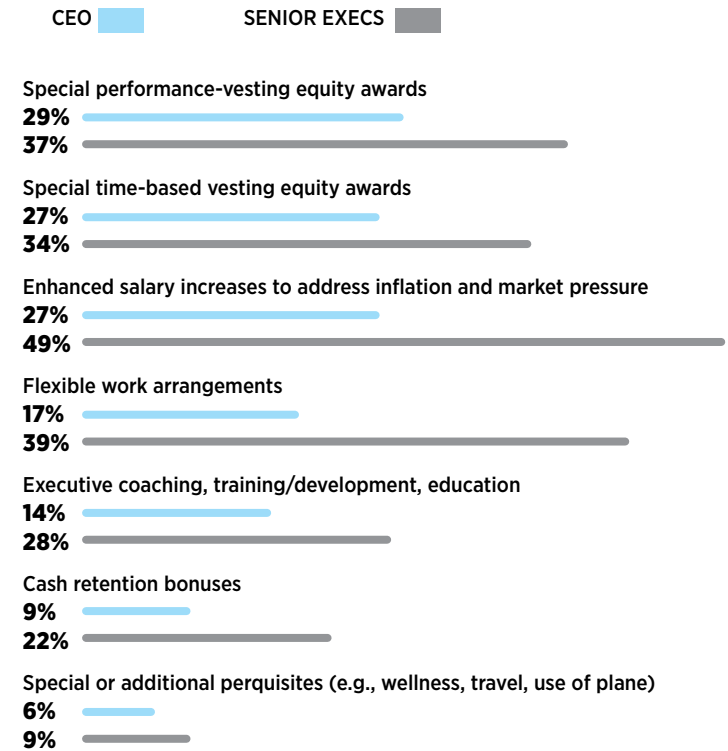 CEO SENIOR EXECS
Special performance-vesting equity awards
29%
37%
Special time-based vesting equity awards
27%
34%
Enhanced salary increases to address inflation and market pressure
27%
49%
Flexible work arrangements
17%
39%
Executive coaching, training/development, education
14%
28%
Cash retention bonuses
9%
22%
Special or additional perquisites (e.g., wellness, travel, use of plane)
6%
9%